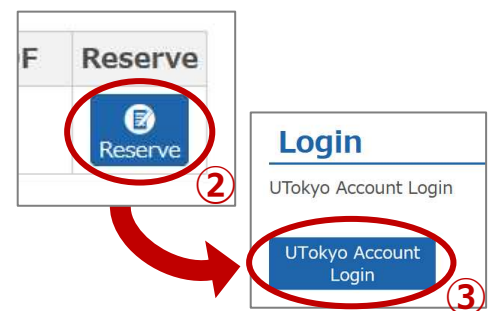 F Reserve
Reserve
②
Login
UTokyo Account Login
UTokyo Account
Login
③